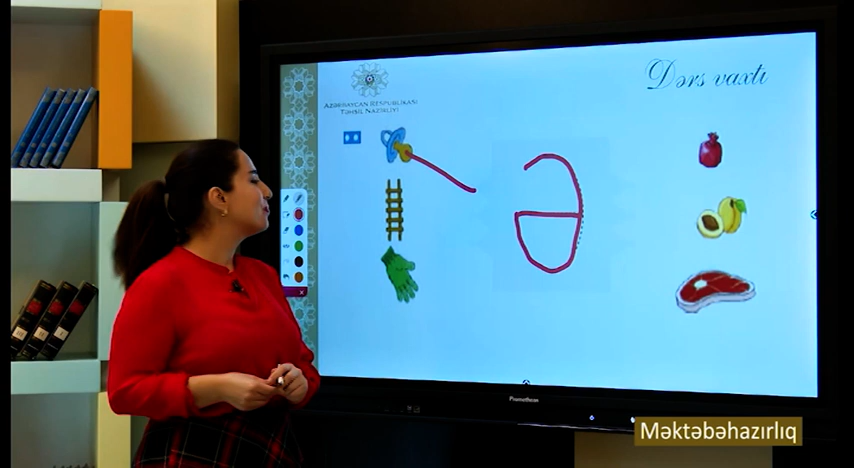 Dərs vaxtı
AZƏRBAYCAN RESPUBLİKASI
TƏHSİL NAZİRLİYİ
Ə
Promethean
Məktəbəhazırlıq